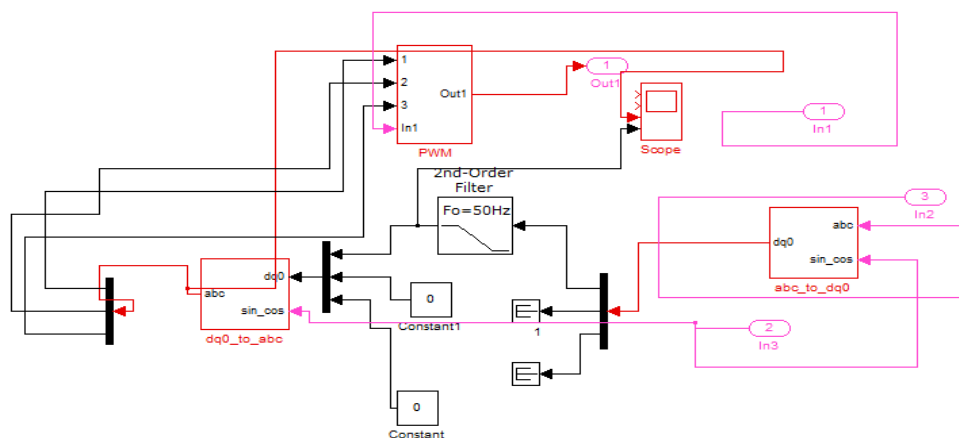 1
2
3
In1
Out1
PWM
1
Out1
Scope
1
In1
2nd-Order
Filter
Fo=50Hz
3
In2
abc
dq0
sin_cos
abc_to_dq0
dq0
abc
sin_cos
dq0_to_abc
0
Constant1
1
2
In3
0
Constant